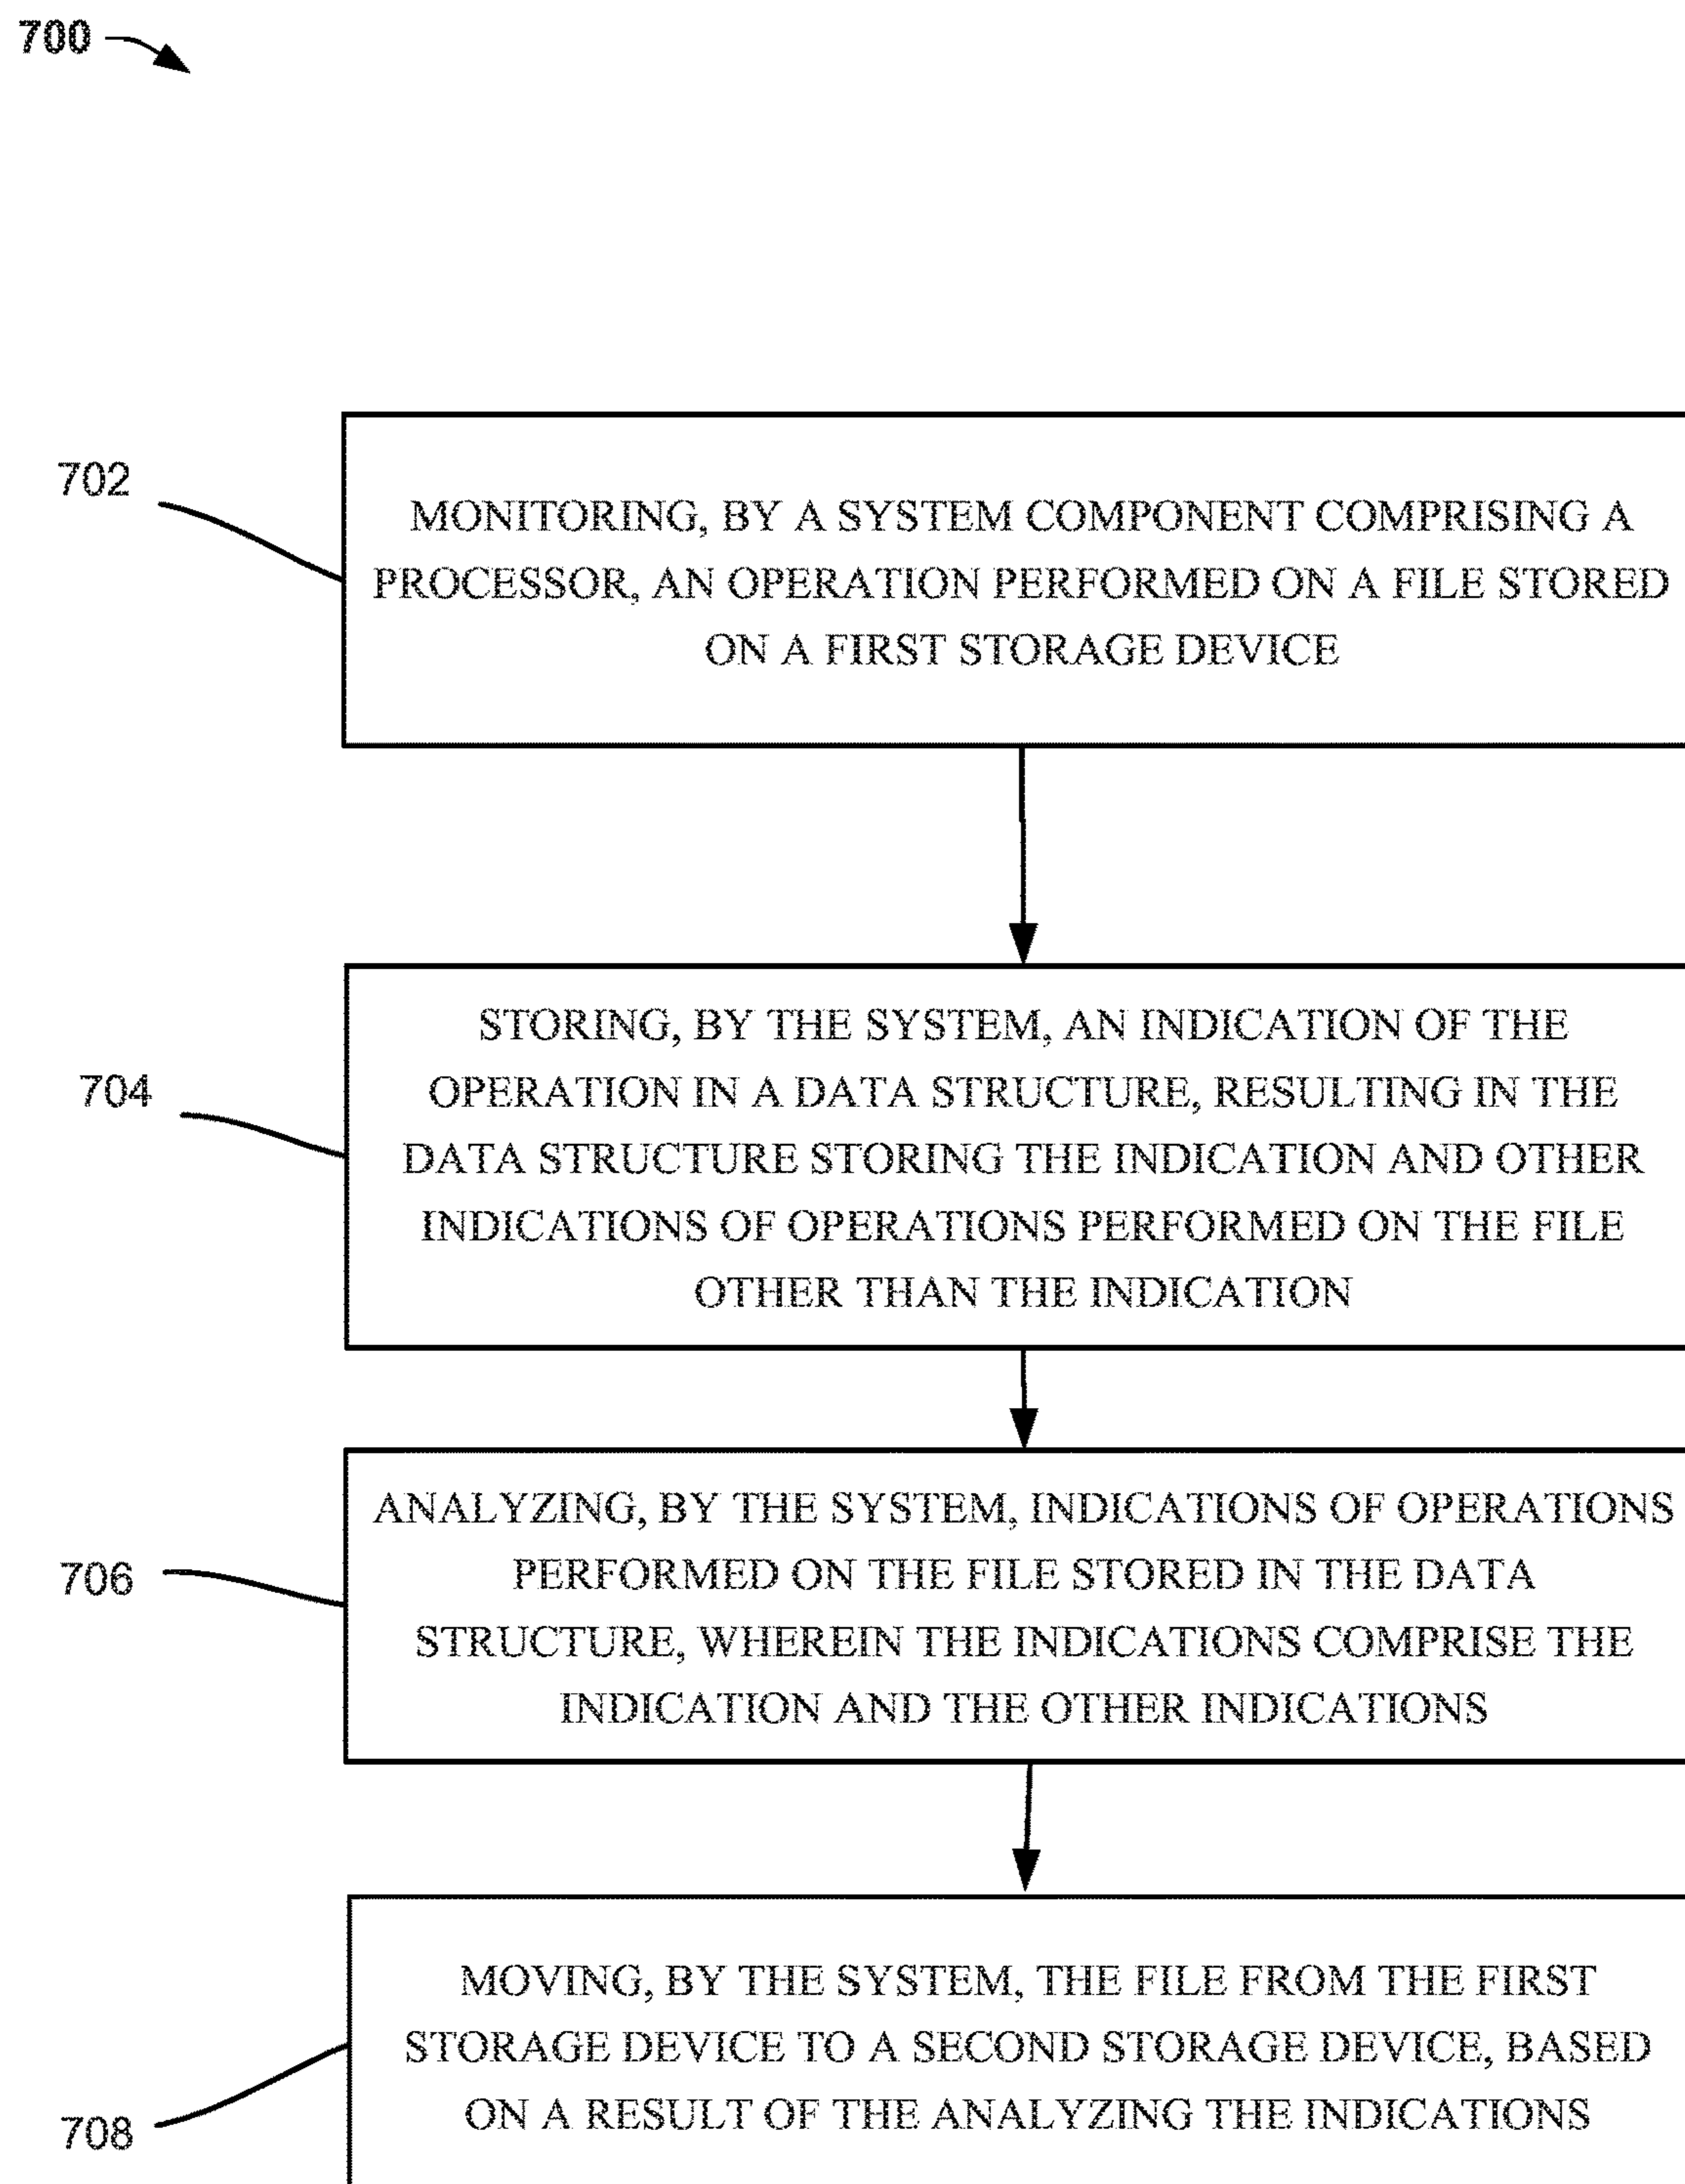 700
702
MONITORING, BY A SYSTEM COMPONENT COMPRISING A
PROCESSOR, AN OPERATION PERFORMED ON A FILE STORED
ON A FIRST STORAGE DEVICE
704
STORING, BY THE SYSTEM, AN INDICATION OF THE
OPERATION IN A DATA STRUCTURE, RESULTING IN THE
DATA STRUCTURE STORING THE INDICATION AND OTHER
INDICATIONS OF OPERATIONS PERFORMED ON THE FILE
OTHER THAN THE INDICATION
706
ANALYZING, BY THE SYSTEM, INDICATIONS OF OPERATIONS
PERFORMED ON THE FILE STORED IN THE DATA
STRUCTURE, WHEREIN THE INDICATIONS COMPRISE THE
INDICATION AND THE OTHER INDICATIONS
708
MOVING, BY THE SYSTEM, THE FILE FROM THE FIRST
STORAGE DEVICE TO A SECOND STORAGE DEVICE, BASED
ON A RESULT OF THE ANALYZING THE INDICATIONS